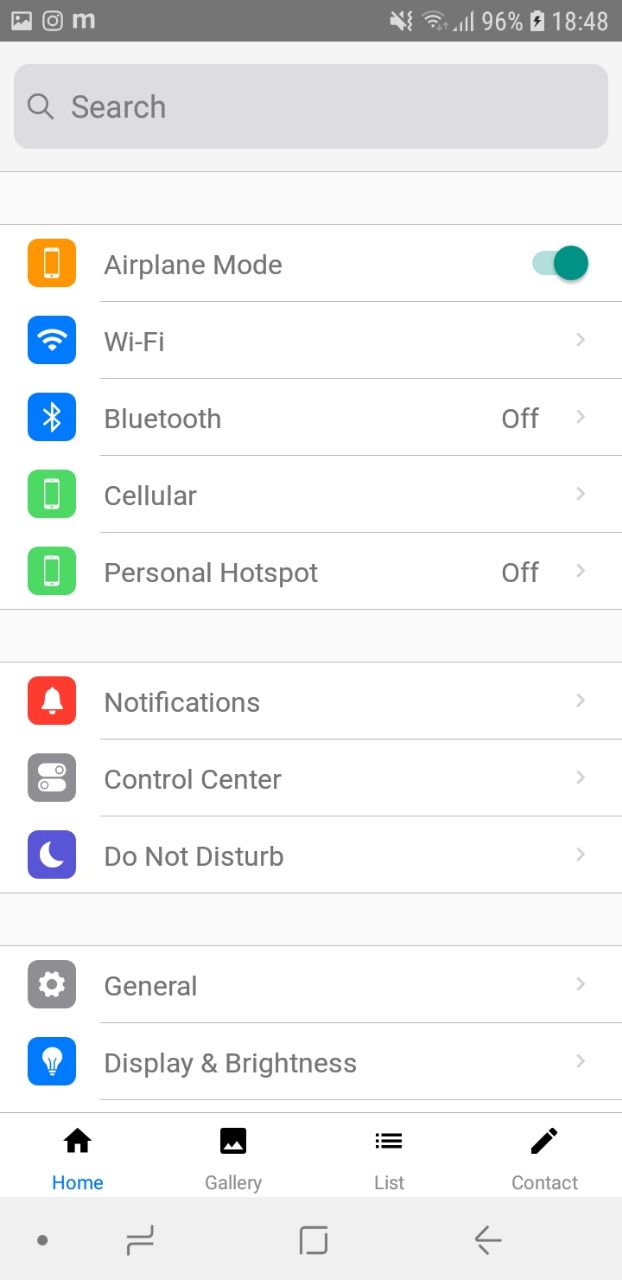 m 96% 18:48
Search
Airplane Mode
Wi-Fi
Bluetooth Off
Cellular
Personal Hotspot Off
Notifications
Control Center
Do Not Disturb
General
Display & Brightness
Home Gallery List Contact